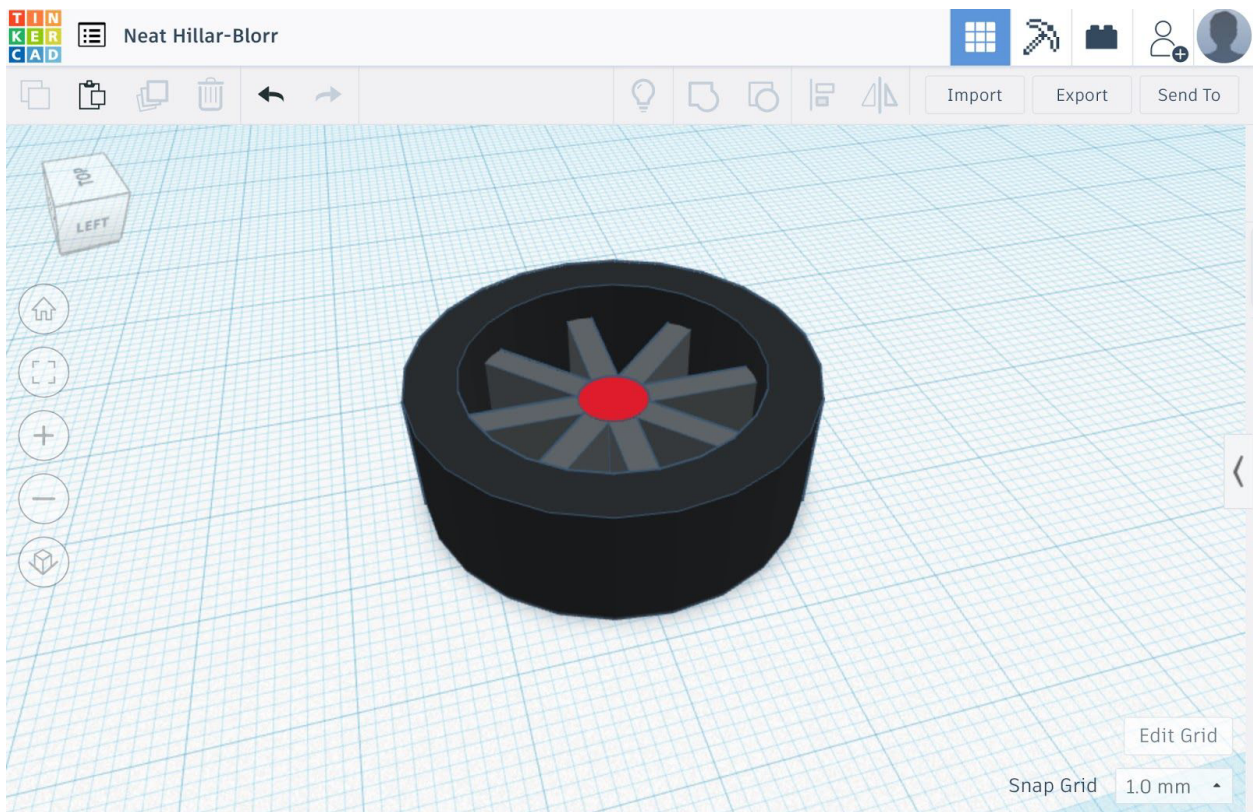 TIN
KER
CAD
Neat Hillar-Blorr
Import
Export
Send To
TOP
LEFT
Edit Grid
Snap Grid
1.0 mm